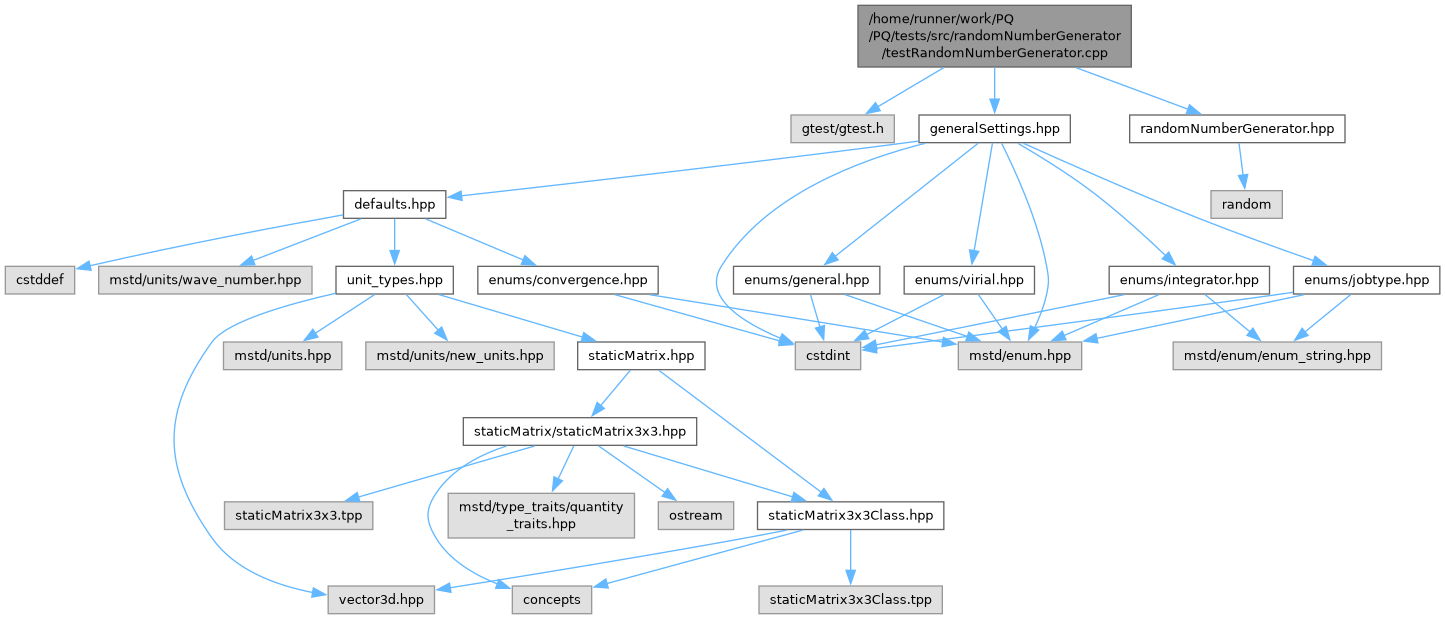 /home/runner/work/PQ
/PQ/tests/src/randomNumberGenerator
/testRandomNumberGenerator.cpp
gtest/gtest.h
generalSettings.hpp
randomNumberGenerator.hpp
defaults.hpp
random
cstddef
mstd/units/wave_number.hpp
unit_types.hpp
enums/convergence.hpp
enums/general.hpp
enums/virial.hpp
enums/integrator.hpp
enums/jobtype.hpp
mstd/units.hpp
mstd/units/new_units.hpp
staticMatrix.hpp
cstdint
mstd/enum.hpp
mstd/enum/enum_string.hpp
staticMatrix/staticMatrix3x3.hpp
staticMatrix3x3.tpp
mstd/type_traits/quantity
_traits.hpp
ostream
staticMatrix3x3Class.hpp
vector3d.hpp
concepts
staticMatrix3x3Class.tpp